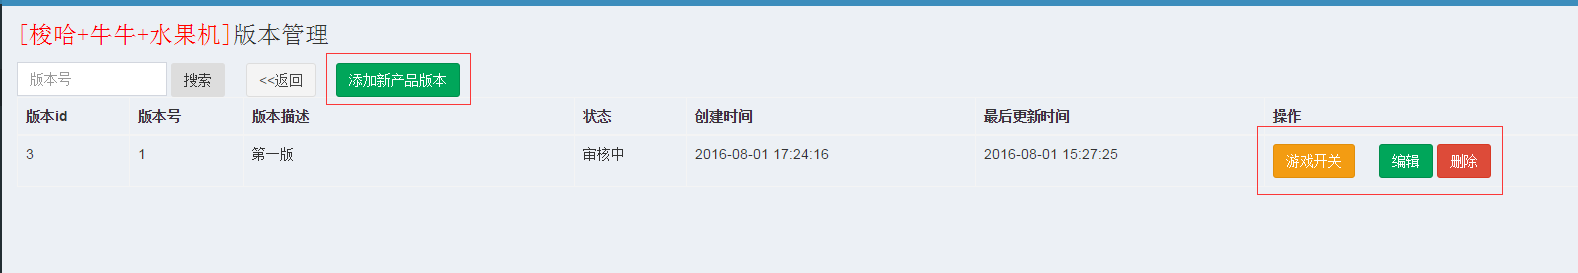 [梭哈+牛牛+水果机]版本管理
版本号 搜索 <<返回 添加新产品版本
版本id 版本号 版本描述 状态 创建时间 最后更新时间 操作
3 1 第一版 审核中 2016-08-01 17:24:16 2016-08-01 15:27:25 游戏开关 编辑 删除